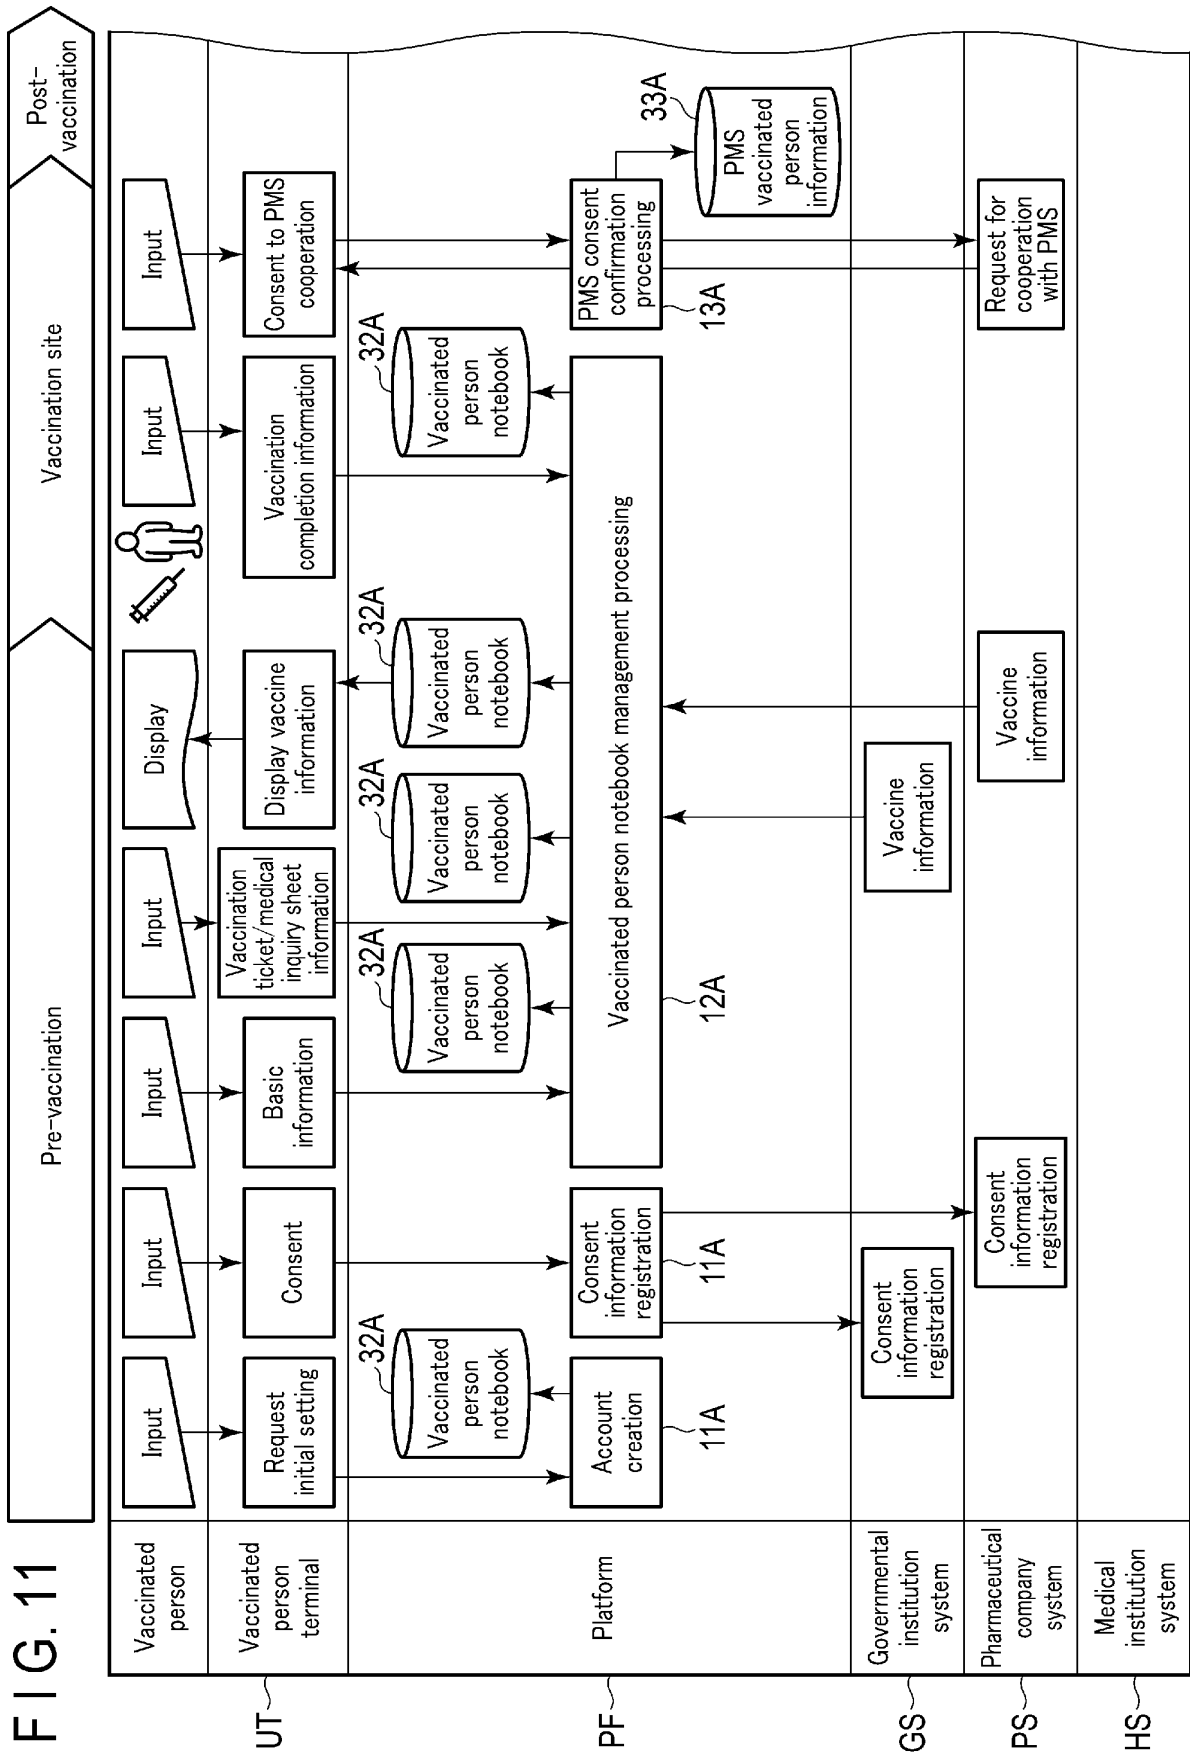 FIG. 11
Pre-vaccination
Vaccination site
Post-
vaccination
Vaccinated
person
Input
Input
Input
Input
Display
Input
Input
UT
Vaccinated
person
terminal
Request
initial setting
Consent
Basic
information
Vaccination
ticket/medical
inquiry sheet
information
Display vaccine
information
Vaccination
completion information
Consent to PMS
cooperation
PF
Platform
32A
Vaccinated
person
notebook
32A
Vaccinated
person
notebook
32A
Vaccinated
person
notebook
32A
Vaccinated
person
notebook
32A
Vaccinated
person
notebook
Account
creation
11A
Consent
information
registration
11A
Vaccinated person notebook management processing
12A
PMS consent
confirmation
processing
13A
33A
PMS
vaccinated
person
information
GS
Governmental
institution
system
Consent
information
registration
Vaccine
information
PS
Pharmaceutical
company
system
Consent
information
registration
Vaccine
information
Request for
cooperation
with PMS
HS
Medical
institution
system